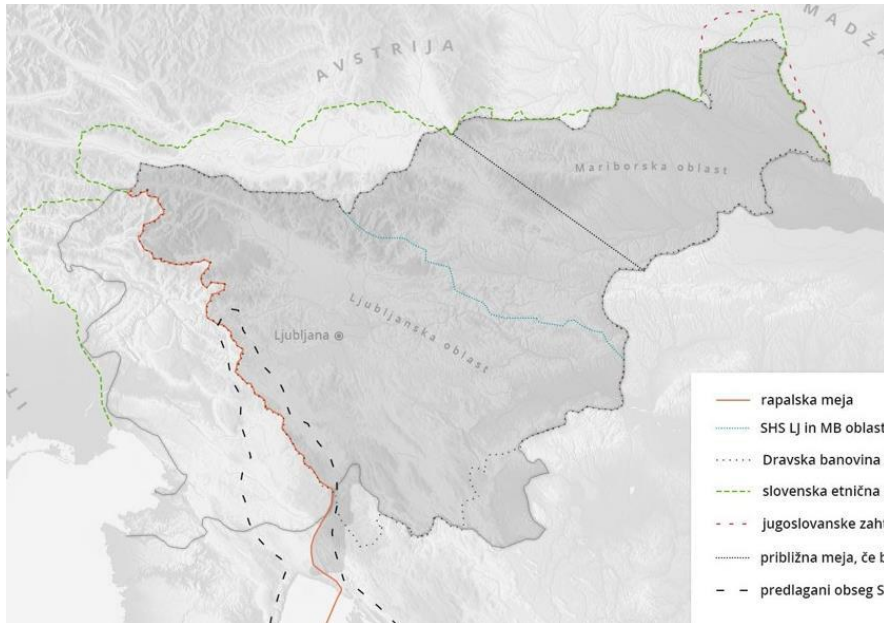 AVSTRIJA
MADŽA
Mariborska oblast
Ljubljanska oblast
Ljubljana
rapalska meja
SHS LJ in MB oblast
Dravska banovina
slovenska etnična
jugoslovanske zaht
približna meja, če b
predlagani obseg S